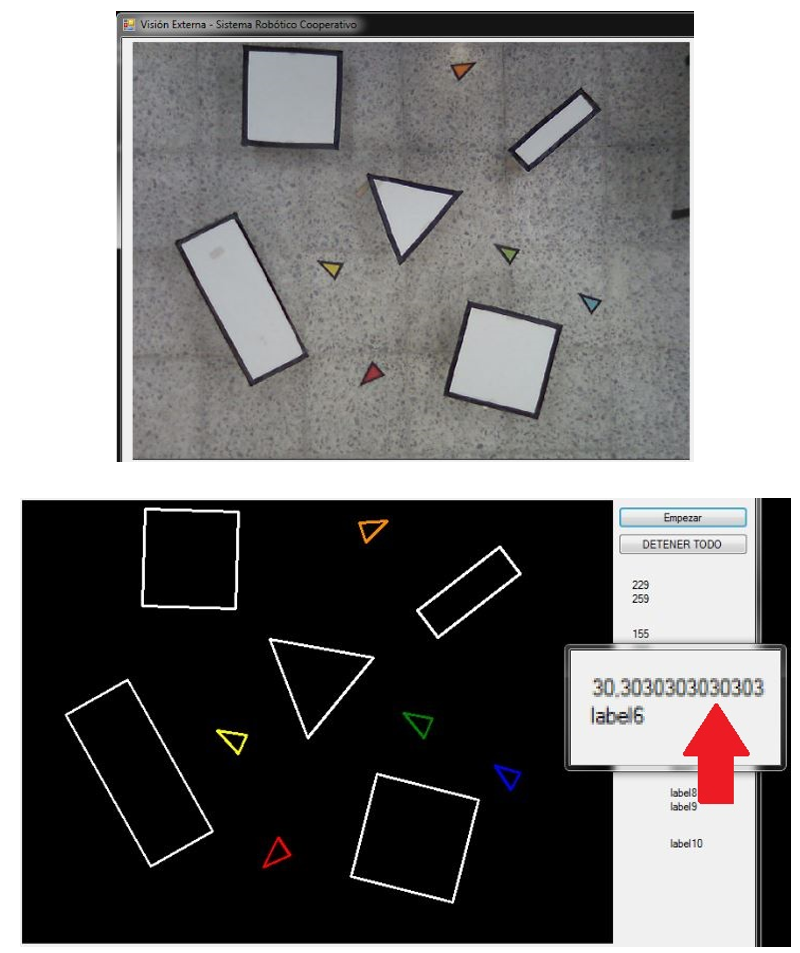 Visión Externa - Sistema Robótico Cooperativo
Empezar
DETENER TODO
229
259
155
30,3030303030303
label6
label8
label9
label10